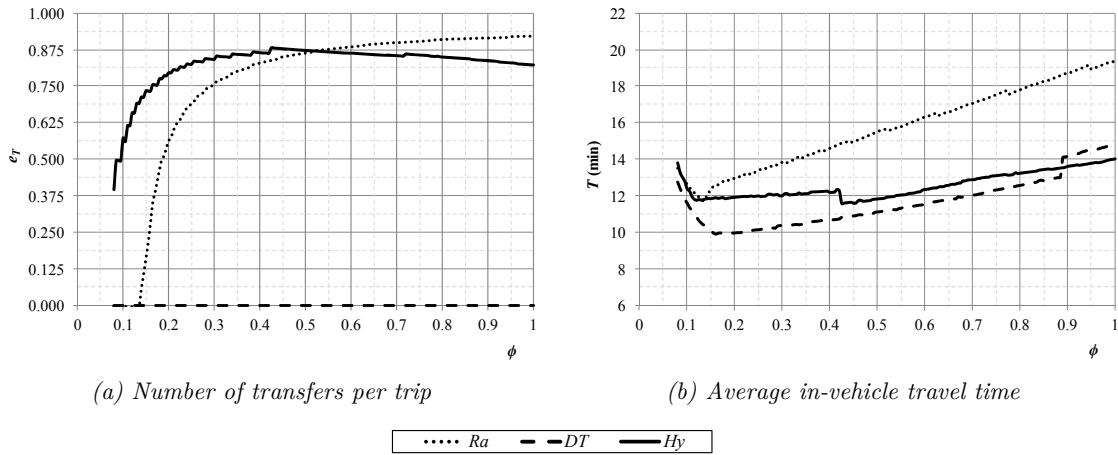 1.000
0.875
0.750
0.625
0.500
0.375
0.250
0.125
0.000
e_T
0 0.1 0.2 0.3 0.4 0.5 0.6 0.7 0.8 0.9 1
ϕ
(a) Number of transfers per trip
22
20
18
16
14
12
10
8
6
T (min)
0 0.1 0.2 0.3 0.4 0.5 0.6 0.7 0.8 0.9 1
ϕ
(b) Average in-vehicle travel time
Ra DT Hy